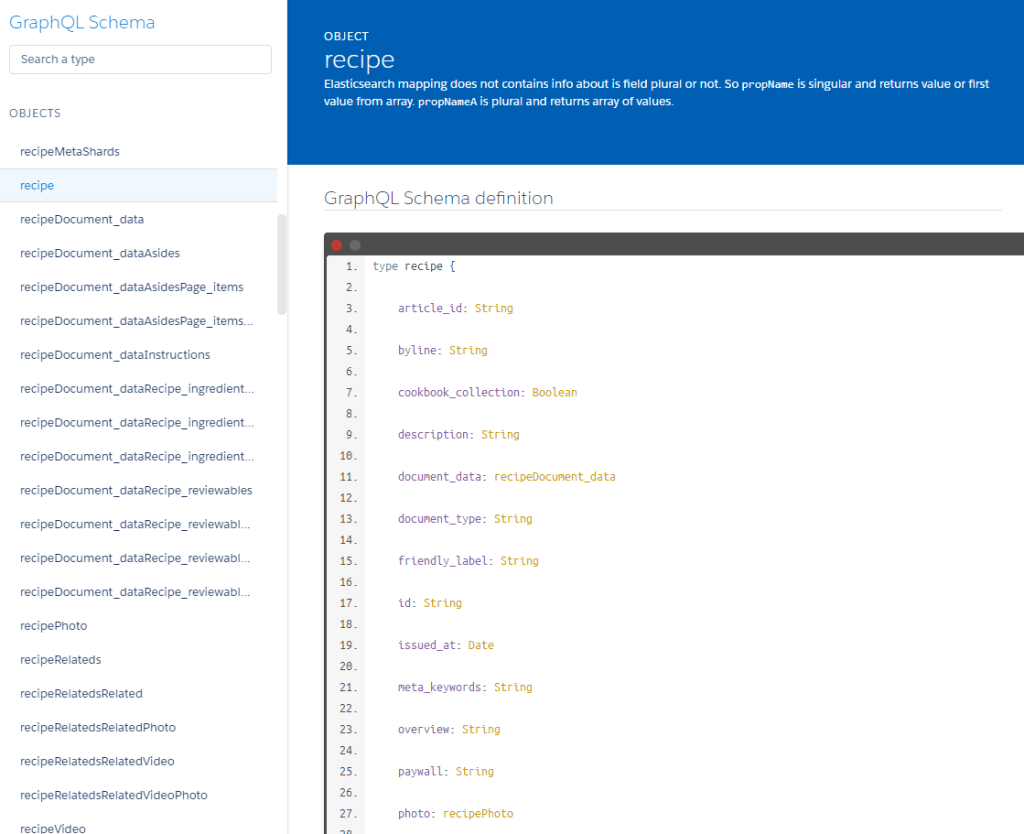 GraphQL Schema
Search a type
OBJECTS
recipeMetaShards
recipe
recipeDocument_data
recipeDocument_dataAsides
recipeDocument_dataAsidesPage_items
recipeDocument_dataAsidesPage_items...
recipeDocument_dataInstructions
recipeDocument_dataRecipe_ingredient...
recipeDocument_dataRecipe_ingredient...
recipeDocument_dataRecipe_ingredient...
recipeDocument_dataRecipe_reviewables
recipeDocument_dataRecipe_reviewabl...
recipeDocument_dataRecipe_reviewabl...
recipeDocument_dataRecipe_reviewabl...
recipePhoto
recipeRelateds
recipeRelatedsRelated
recipeRelatedsRelatedPhoto
recipeRelatedsRelatedVideo
recipeRelatedsRelatedVideoPhoto
recipeVideo
OBJECT
recipe
Elasticsearch mapping does not contains info about is field plural or not. So propName is singular and returns value or first
value from array. propNameA is plural and returns array of values.
GraphQL Schema definition
1. type recipe {
2.
3. article_id: String
4.
5. byline: String
6.
7. cookbook_collection: Boolean
8.
9. description: String
10.
11. document_data: recipeDocument_data
12.
13. document_type: String
14.
15. friendly_label: String
16.
17. id: String
18.
19. issued_at: Date
20.
21. meta_keywords: String
22.
23. overview: String
24.
25. paywall: String
26.
27. photo: recipePhoto
28.